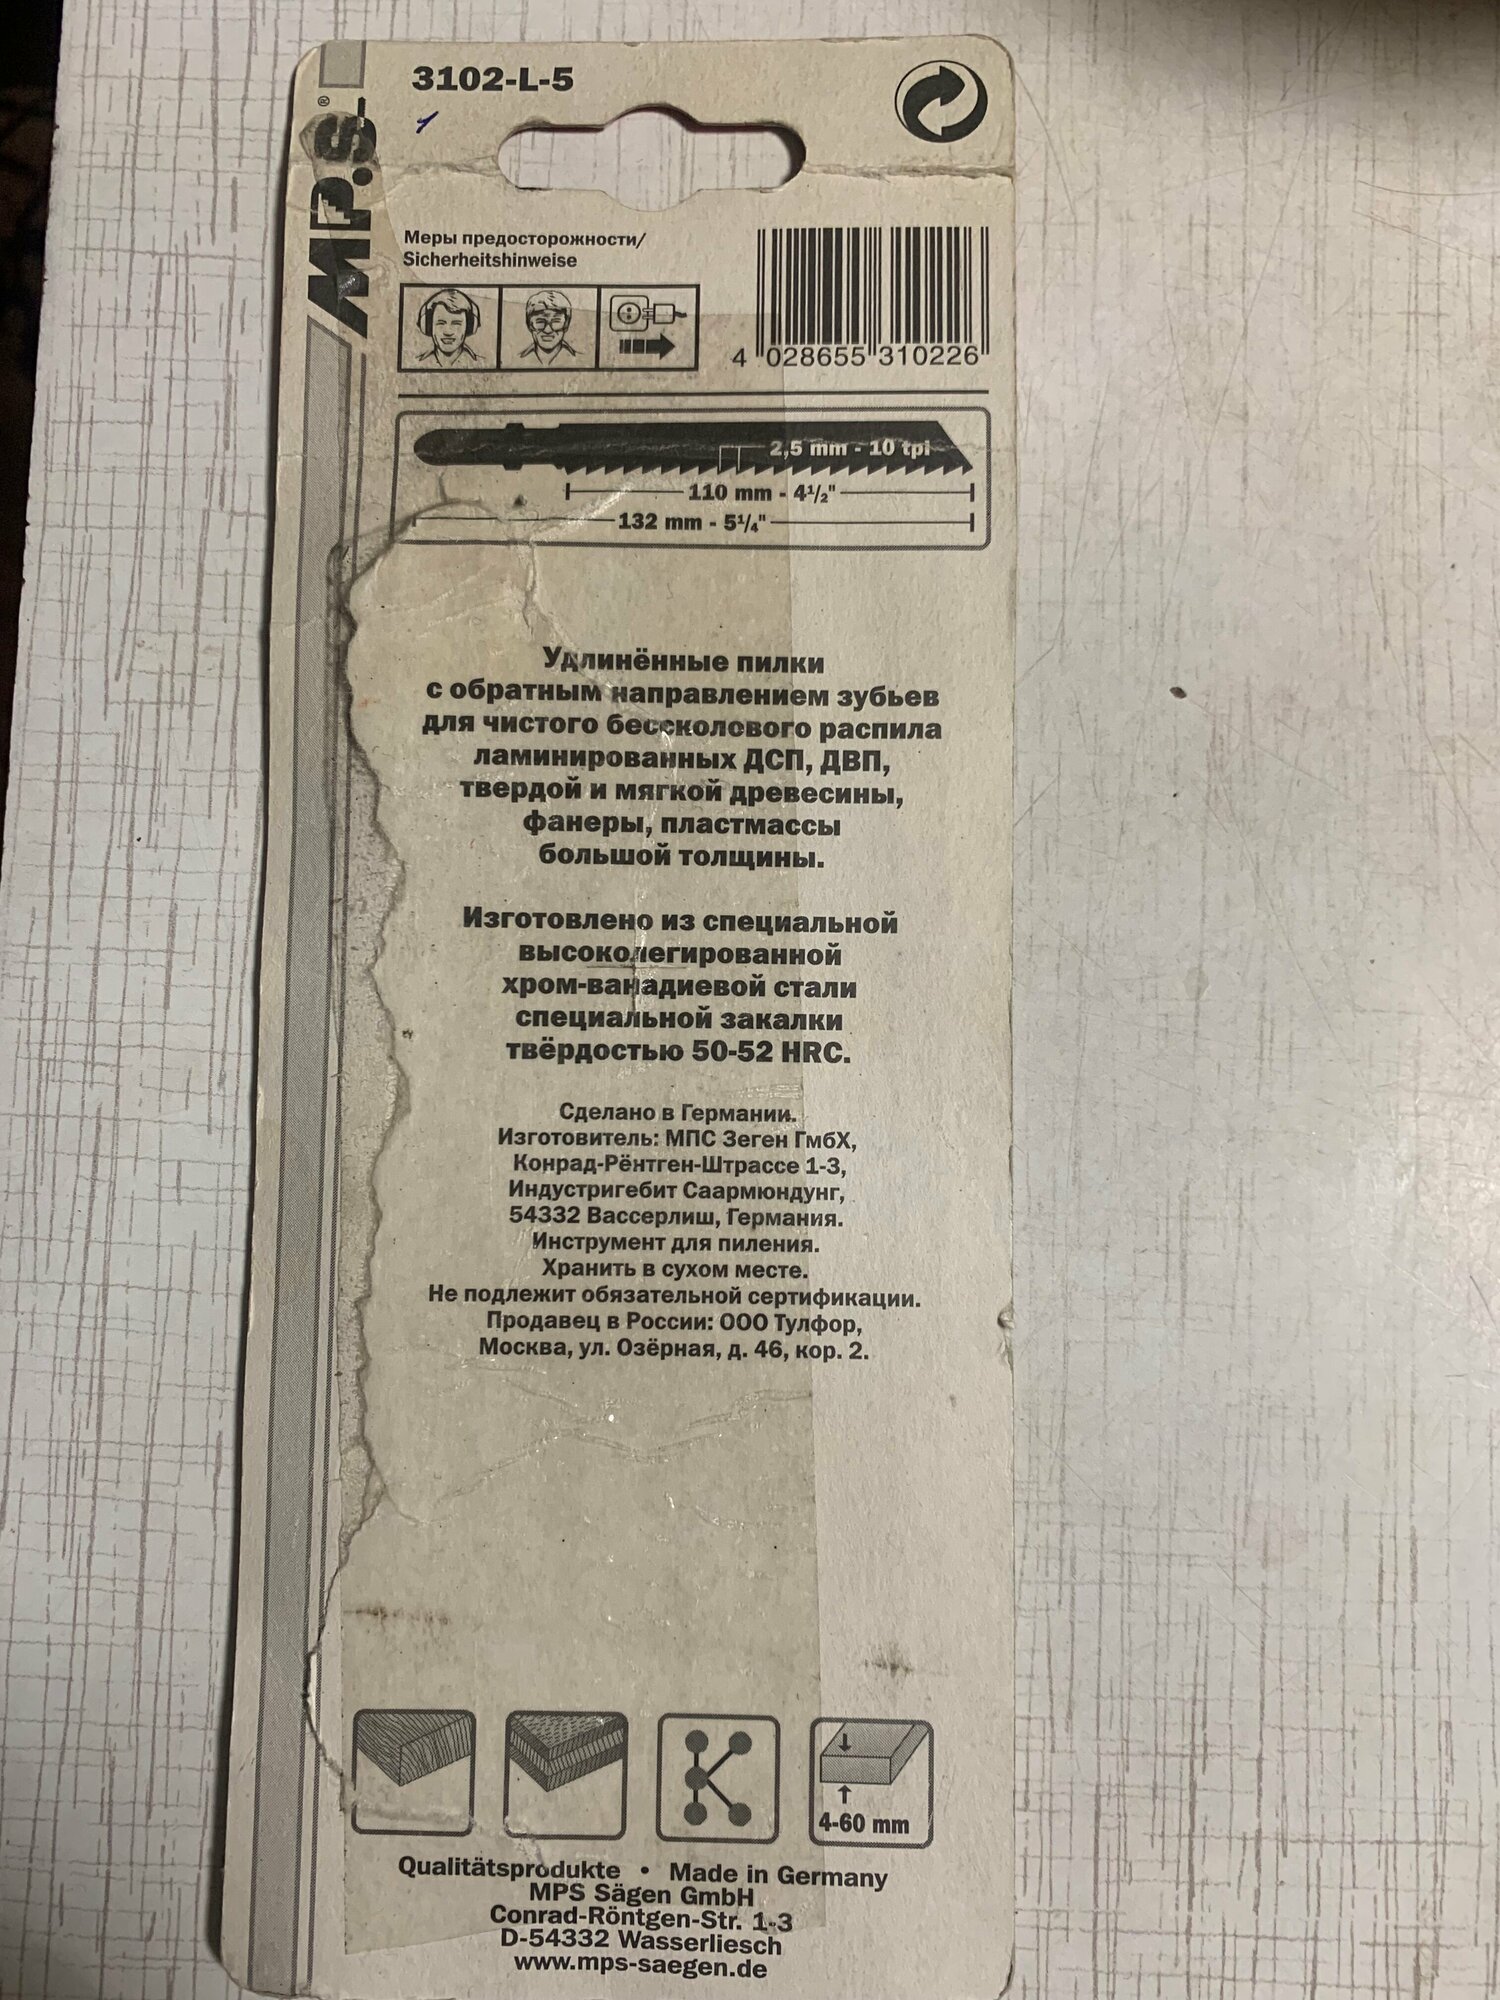 3102-L-5
MP.S.®
Меры предосторожности/
Sicherheitshinweise
4 028655 310226
2,5 mm - 10 tpi
110 mm - 4½"
132 mm - 5¼"
Удлинённые пилки
с обратным направлением зубьев
для чистого бессколового распила
ламинированных ДСП, ДВП,
твердой и мягкой древесины,
фанеры, пластмассы
большой толщины.
Изготовлено из специальной
высоколегированной
хром-ванадиевой стали
специальной закалки
твёрдостью 50-52 HRC.
Сделано в Германии.
Изготовитель: МПС Зеген ГмбХ,
Конрад-Рёнтген-Штрассе 1-3,
Индустригебит Саармюндунг,
54332 Вассерлиш, Германия.
Инструмент для пиления.
Хранить в сухом месте.
Не подлежит обязательной сертификации.
Продавец в России: ООО Тулфор,
Москва, ул. Озёрная, д. 46, кор. 2.
4-60 mm
Qualitätsprodukte • Made in Germany
MPS Sägen GmbH
Conrad-Röntgen-Str. 1-3
D-54332 Wasserliesch
www.mps-saegen.de